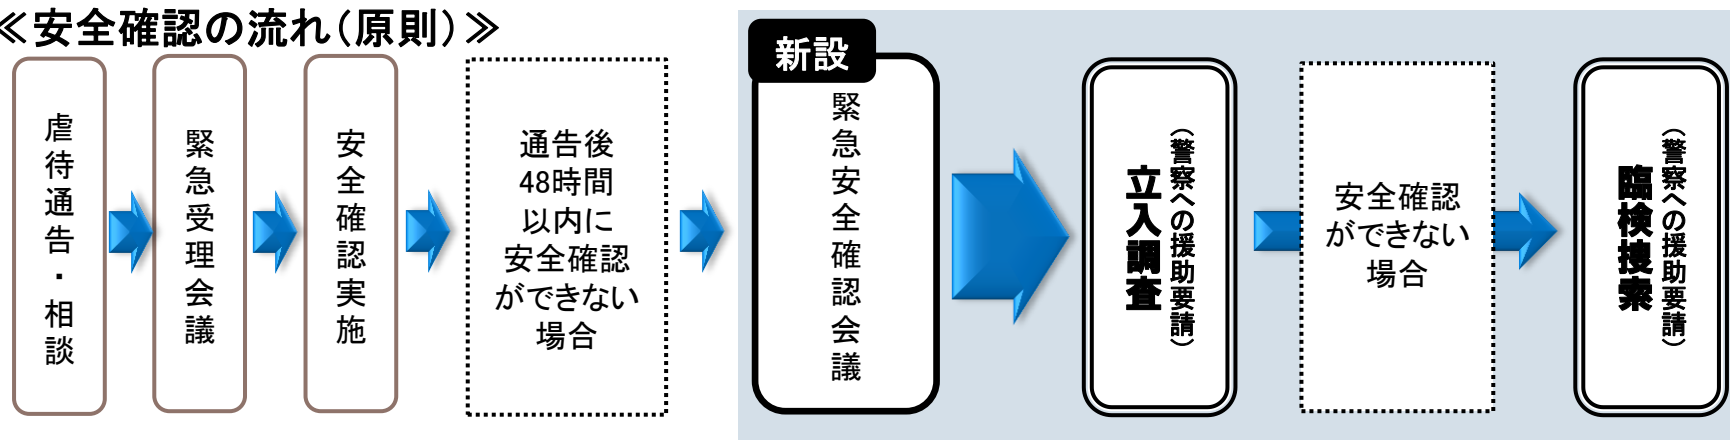 ≪安全確認の流れ(原則)≫
虐待通告・相談
緊急受理会議
安全確認実施
通告後
48時間
以内に
安全確認
ができない
場合
新設
緊急安全確認会議
立入調査
(警察への援助要請)
安全確認
ができない
場合
臨検捜索
(警察への援助要請)